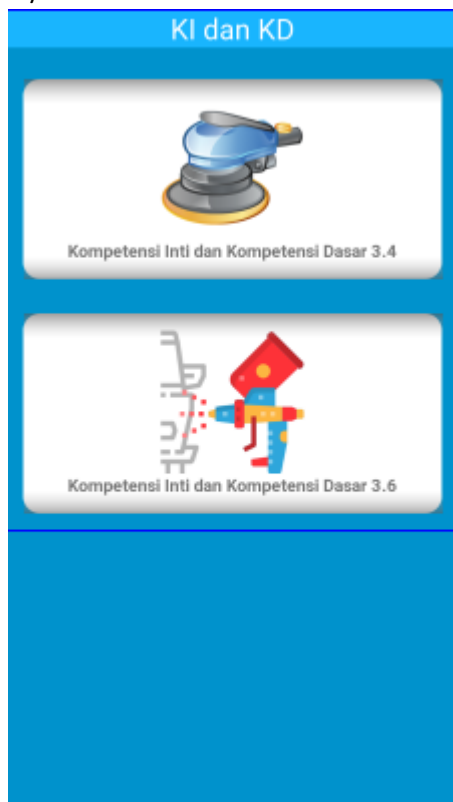 KI dan KD
Kompetensi Inti dan Kompetensi Dasar 3.4
Kompetensi Inti dan Kompetensi Dasar 3.6